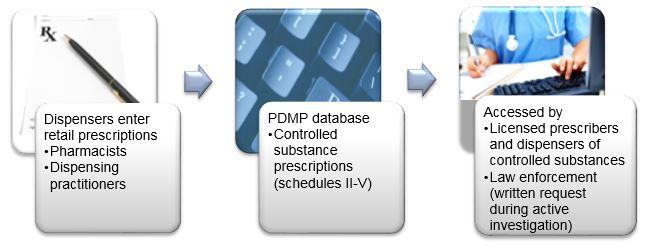 Rx
Dispensers enter
retail prescriptions
•Pharmacists
•Dispensing
practitioners
PDMP database
•Controlled
substance
prescriptions
(schedules II-V)
Accessed by
•Licensed prescribers
and dispensers of
controlled substances
•Law enforcement
(written request
during active
investigation)